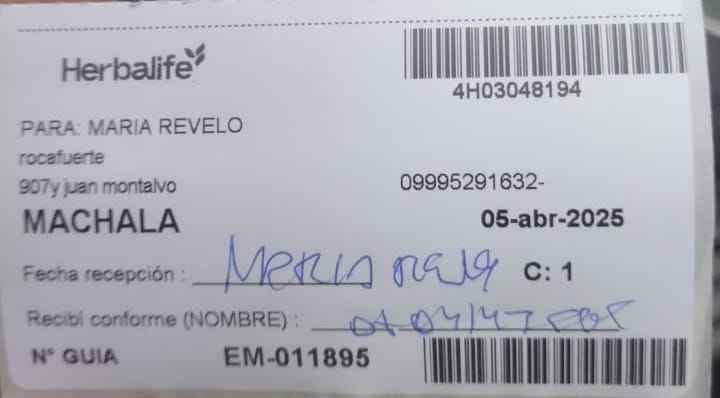 Herbalife
4H03048194
PARA: MARIA REVELO
rocafuerte
907y juan montalvo 09995291632-
MACHALA 05-abr-2025
Fecha recepción : C: 1
Recibí conforme (NOMBRE) :
N° GUIA EM-011895